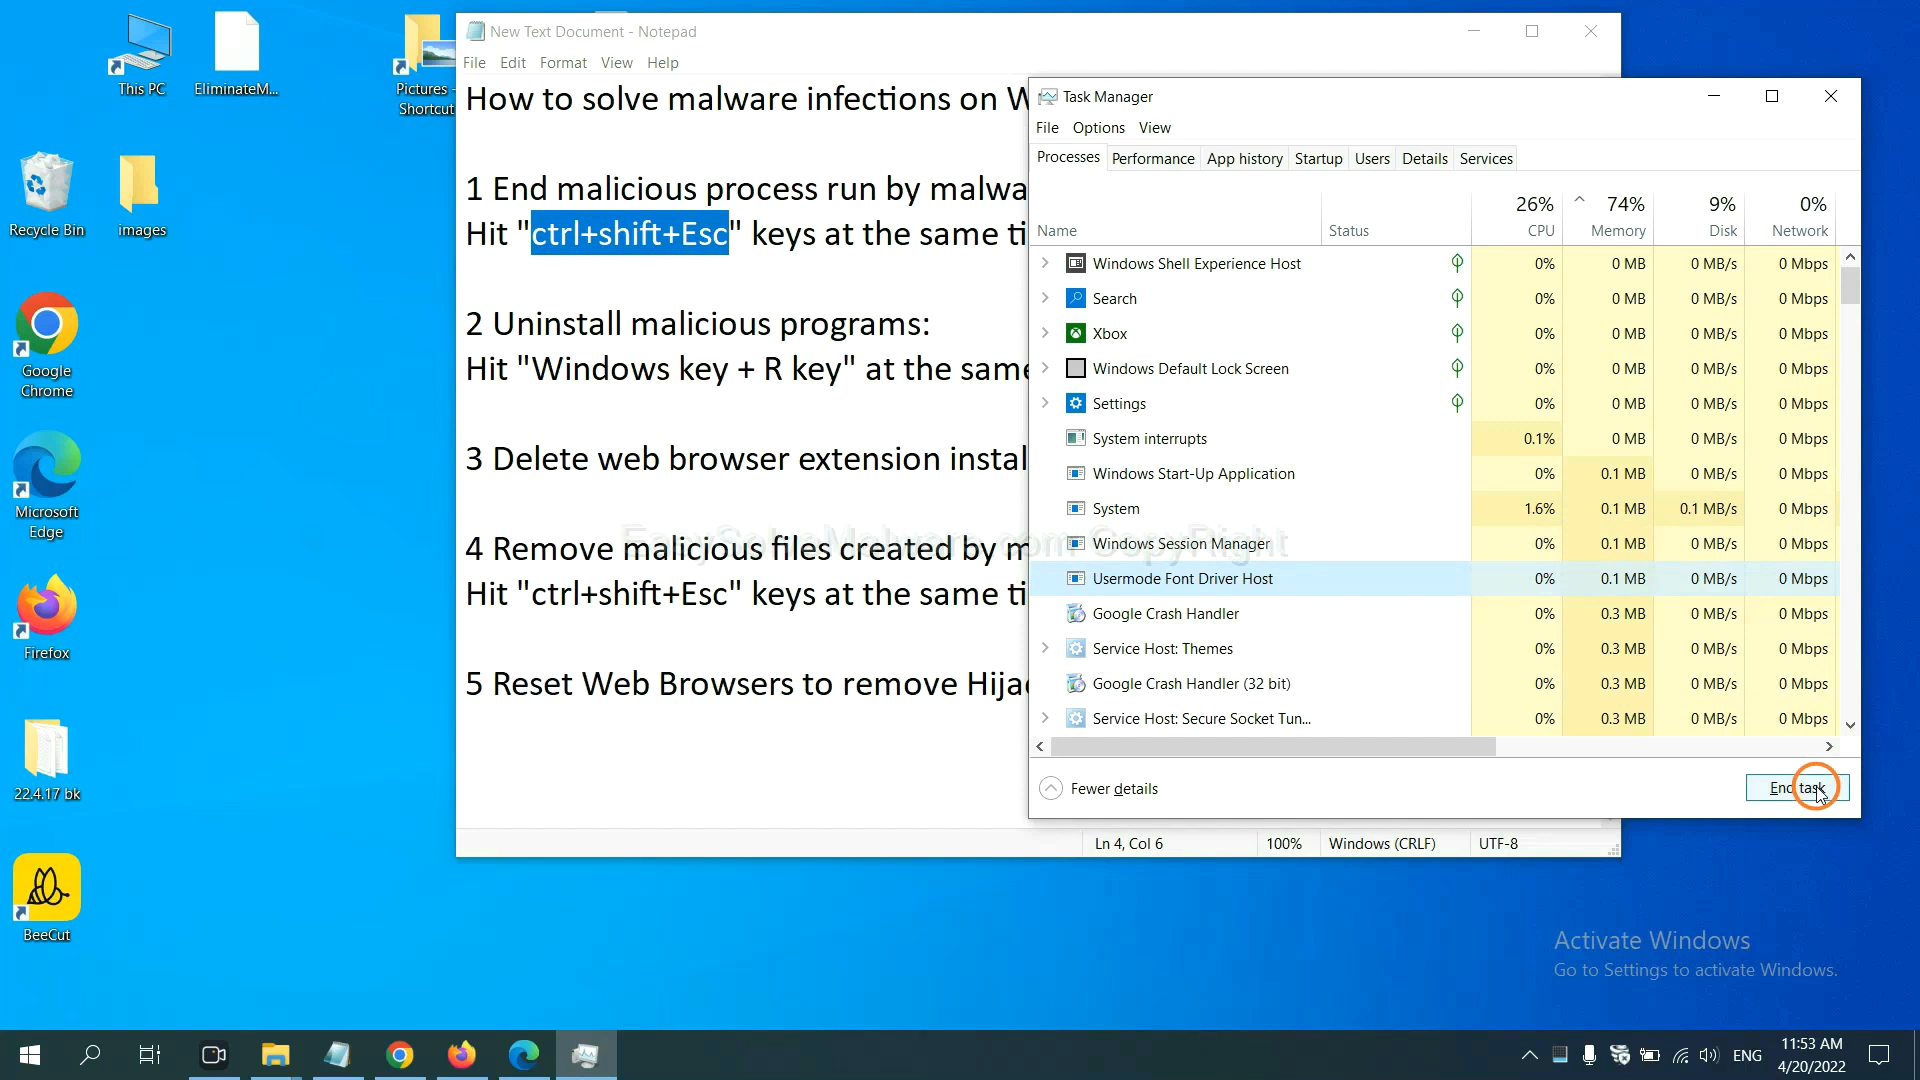 This PC
EliminateM...
Pictures -
Shortcut
Recycle Bin
images
Google
Chrome
Microsoft
Edge
Firefox
22.4.17 bk
BeeCut
New Text Document - Notepad
File Edit Format View Help
How to solve malware infections on W
1 End malicious process run by malwa
Hit "ctrl+shift+Esc" keys at the same ti
2 Uninstall malicious programs:
Hit "Windows key + R key" at the same
3 Delete web browser extension instal
4 Remove malicious files created by m
Hit "ctrl+shift+Esc" keys at the same ti
5 Reset Web Browsers to remove Hijac
EasySolveMalware.com CopyRight
Ln 4, Col 6 100% Windows (CRLF) UTF-8
Task Manager
File Options View
Processes Performance App history Startup Users Details Services
26% 74% 9% 0%
Name Status CPU Memory Disk Network
Windows Shell Experience Host 0% 0 MB 0 MB/s 0 Mbps
Search 0% 0 MB 0 MB/s 0 Mbps
Xbox 0% 0 MB 0 MB/s 0 Mbps
Windows Default Lock Screen 0% 0 MB 0 MB/s 0 Mbps
Settings 0% 0 MB 0 MB/s 0 Mbps
System interrupts 0.1% 0 MB 0 MB/s 0 Mbps
Windows Start-Up Application 0% 0.1 MB 0 MB/s 0 Mbps
System 1.6% 0.1 MB 0.1 MB/s 0 Mbps
Windows Session Manager 0% 0.1 MB 0 MB/s 0 Mbps
Usermode Font Driver Host 0% 0.1 MB 0 MB/s 0 Mbps
Google Crash Handler 0% 0.3 MB 0 MB/s 0 Mbps
Service Host: Themes 0% 0.3 MB 0 MB/s 0 Mbps
Google Crash Handler (32 bit) 0% 0.3 MB 0 MB/s 0 Mbps
Service Host: Secure Socket Tun... 0% 0.3 MB 0 MB/s 0 Mbps
Fewer details
End task
Activate Windows
Go to Settings to activate Windows.
ENG
11:53 AM
4/20/2022